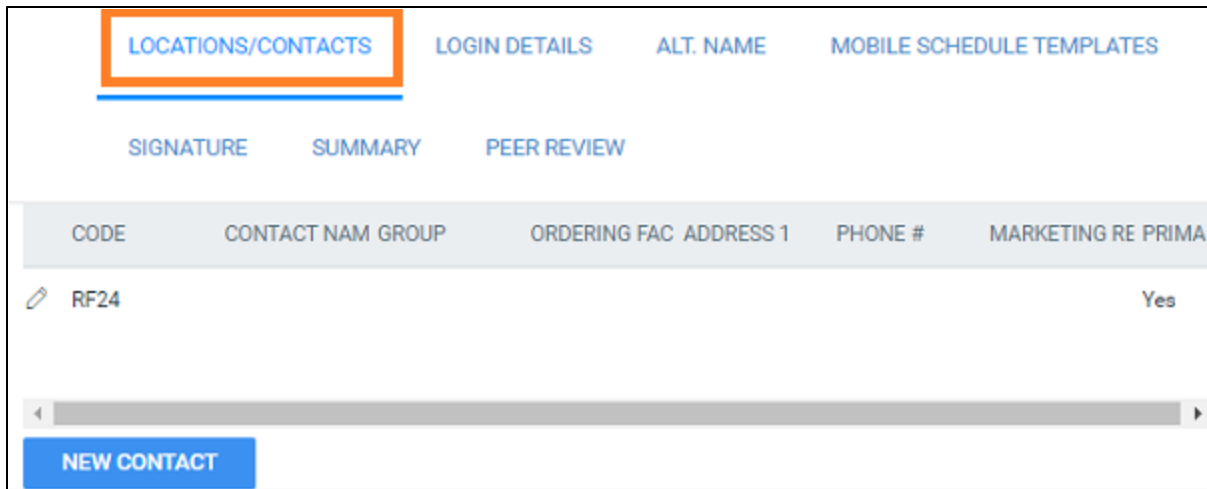 LOCATIONS/CONTACTS LOGIN DETAILS ALT. NAME MOBILE SCHEDULE TEMPLATES
SIGNATURE SUMMARY PEER REVIEW
CODE CONTACT NAM GROUP ORDERING FAC ADDRESS 1 PHONE # MARKETING RE PRIMA
RF24 Yes
NEW CONTACT